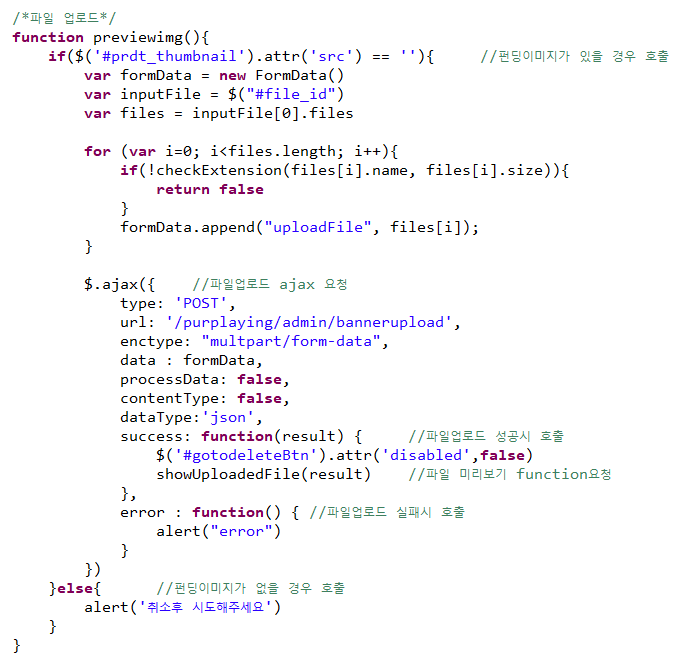 /*파일 업로드*/
function previewimg(){
    if($('#prdt_thumbnail').attr('src') == ''){     //펀딩이미지가 있을 경우 호출
        var formData = new FormData()
        var inputFile = $("#file_id")
        var files = inputFile[0].files

        for (var i=0; i<files.length; i++){
            if(!checkExtension(files[i].name, files[i].size)){
                return false
            }
            formData.append("uploadFile", files[i]);
        }

        $.ajax({    //파일업로드 ajax 요청
            type: 'POST',
            url: '/purplaying/admin/bannerupload',
            enctype: "multpart/form-data",
            data : formData,
            processData: false,
            contentType: false,
            dataType:'json',
            success: function(result) {     //파일업로드 성공시 호출
                $('#gotodeleteBtn').attr('disabled',false)
                showUploadedFile(result)    //파일 미리보기 function요청
            },
            error : function() { //파일업로드 실패시 호출
                alert("error")
            }
        })
    }else{      //펀딩이미지가 없을 경우 호출
        alert('취소후 시도해주세요')
    }
}